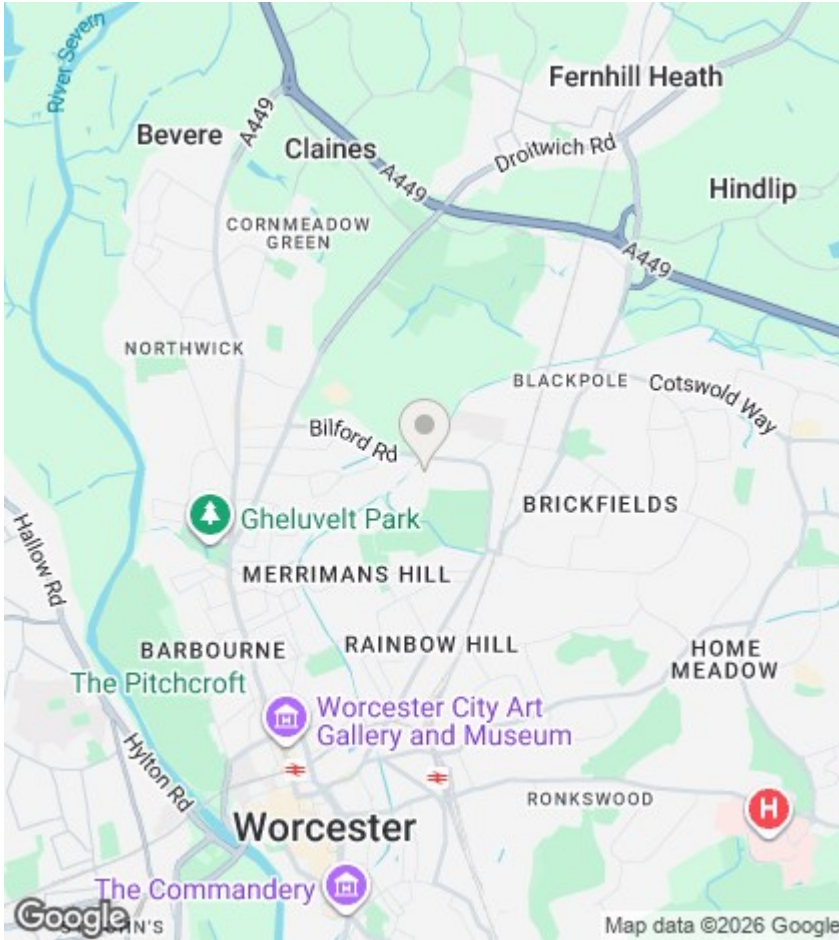 River Severn
Fernhill Heath
Bevere
A449
Claines
Droitwich Rd
A449
Hindlip
CORNMEADOW
GREEN
A449
NORTHWICK
BLACKPOLE
Cotswold Way
Bilford Rd
BRICKFIELDS
Gheluvelt Park
Hallow Rd
MERRIMANS HILL
BARBOURNE
RAINBOW HILL
HOME
MEADOW
The Pitchcroft
Worcester City Art
Gallery and Museum
Hylton Rd
RONKSWOOD
H
Worcester
The Commandery
Google
JOHN'S
Map data ©2026 Google